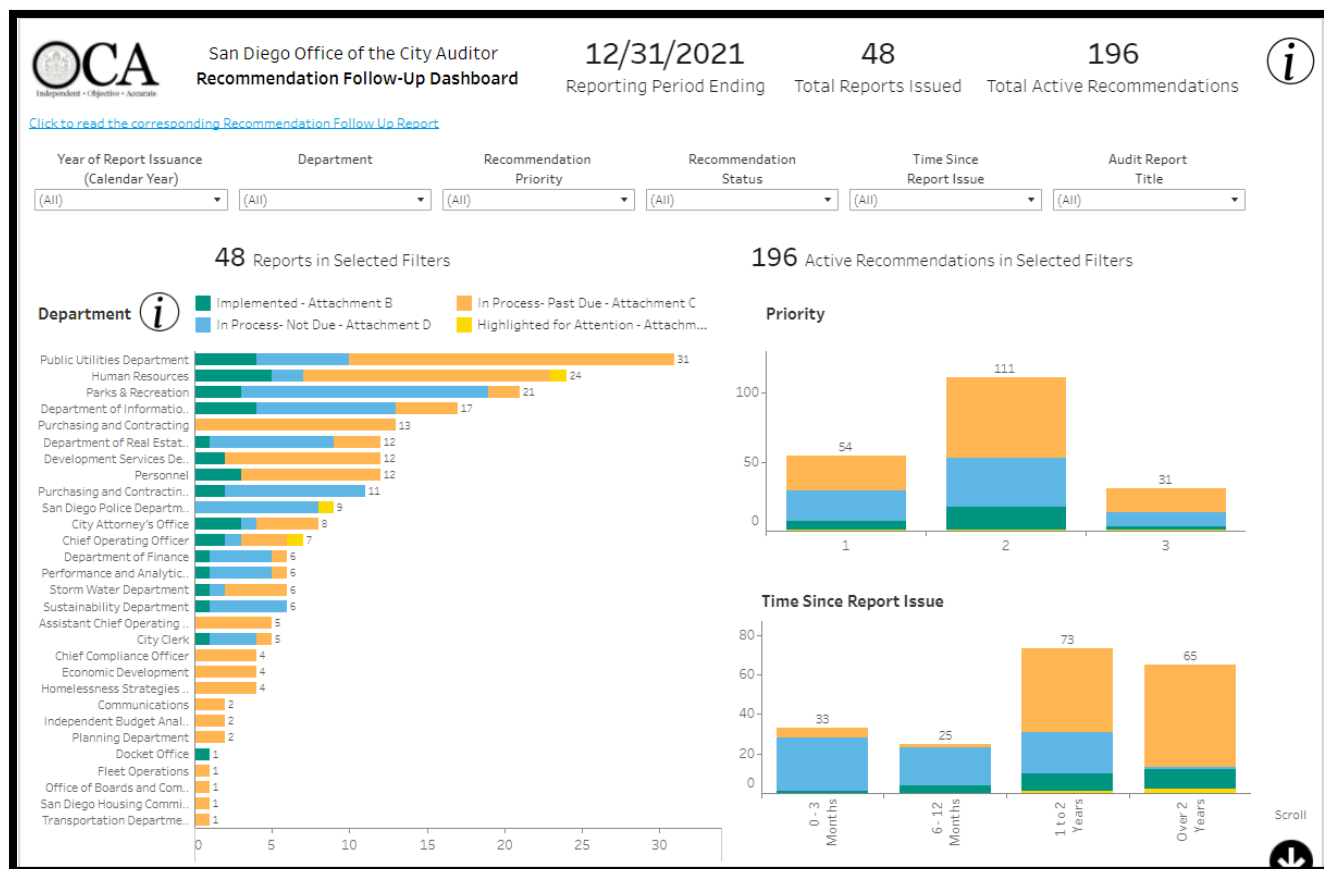 OCA
Independent • Objective • Accurate
San Diego Office of the City Auditor
Recommendation Follow-Up Dashboard
12/31/2021
Reporting Period Ending
48
Total Reports Issued
196
Total Active Recommendations
i
Click to read the corresponding Recommendation Follow Up Report
Year of Report Issuance
(Calendar Year)
(All)
Department
(All)
Recommendation
Priority
(All)
Recommendation
Status
(All)
Time Since
Report Issue
(All)
Audit Report
Title
(All)
48 Reports in Selected Filters
196 Active Recommendations in Selected Filters
Department
i
Implemented - Attachment B
In Process- Past Due - Attachment C
In Process- Not Due - Attachment D
Highlighted for Attention - Attachm...
Public Utilities Department 31
Human Resources 24
Parks & Recreation 21
Department of Informatio.. 17
Purchasing and Contracting 13
Department of Real Estat.. 12
Development Services De.. 12
Personnel 12
Purchasing and Contractin.. 11
San Diego Police Departm.. 9
City Attorney's Office 8
Chief Operating Officer 7
Department of Finance 6
Performance and Analytic.. 6
Storm Water Department 6
Sustainability Department 6
Assistant Chief Operating .. 5
City Clerk 5
Chief Compliance Officer 4
Economic Development 4
Homelessness Strategies .. 4
Communications 2
Independent Budget Anal.. 2
Planning Department 2
Docket Office 1
Fleet Operations 1
Office of Boards and Com.. 1
San Diego Housing Commi.. 1
Transportation Departme.. 1
0 5 10 15 20 25 30
Priority
100
50
0
54
111
31
1 2 3
Time Since Report Issue
80
60
40
20
0
33
25
73
65
0 - 3
Months
6 - 12
Months
1 to 2
Years
Over 2
Years
Scroll